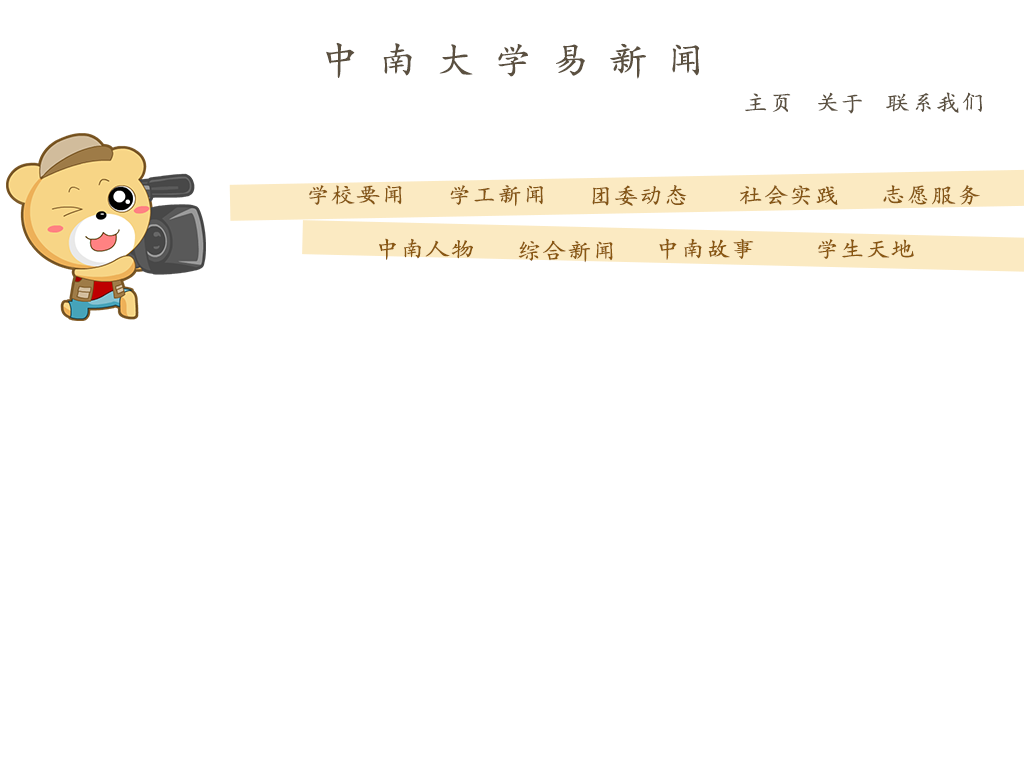 中南大学易新闻
主页 关于 联系我们
学校要闻 学工新闻 团委动态 社会实践 志愿服务
中南人物 综合新闻 中南故事 学生天地